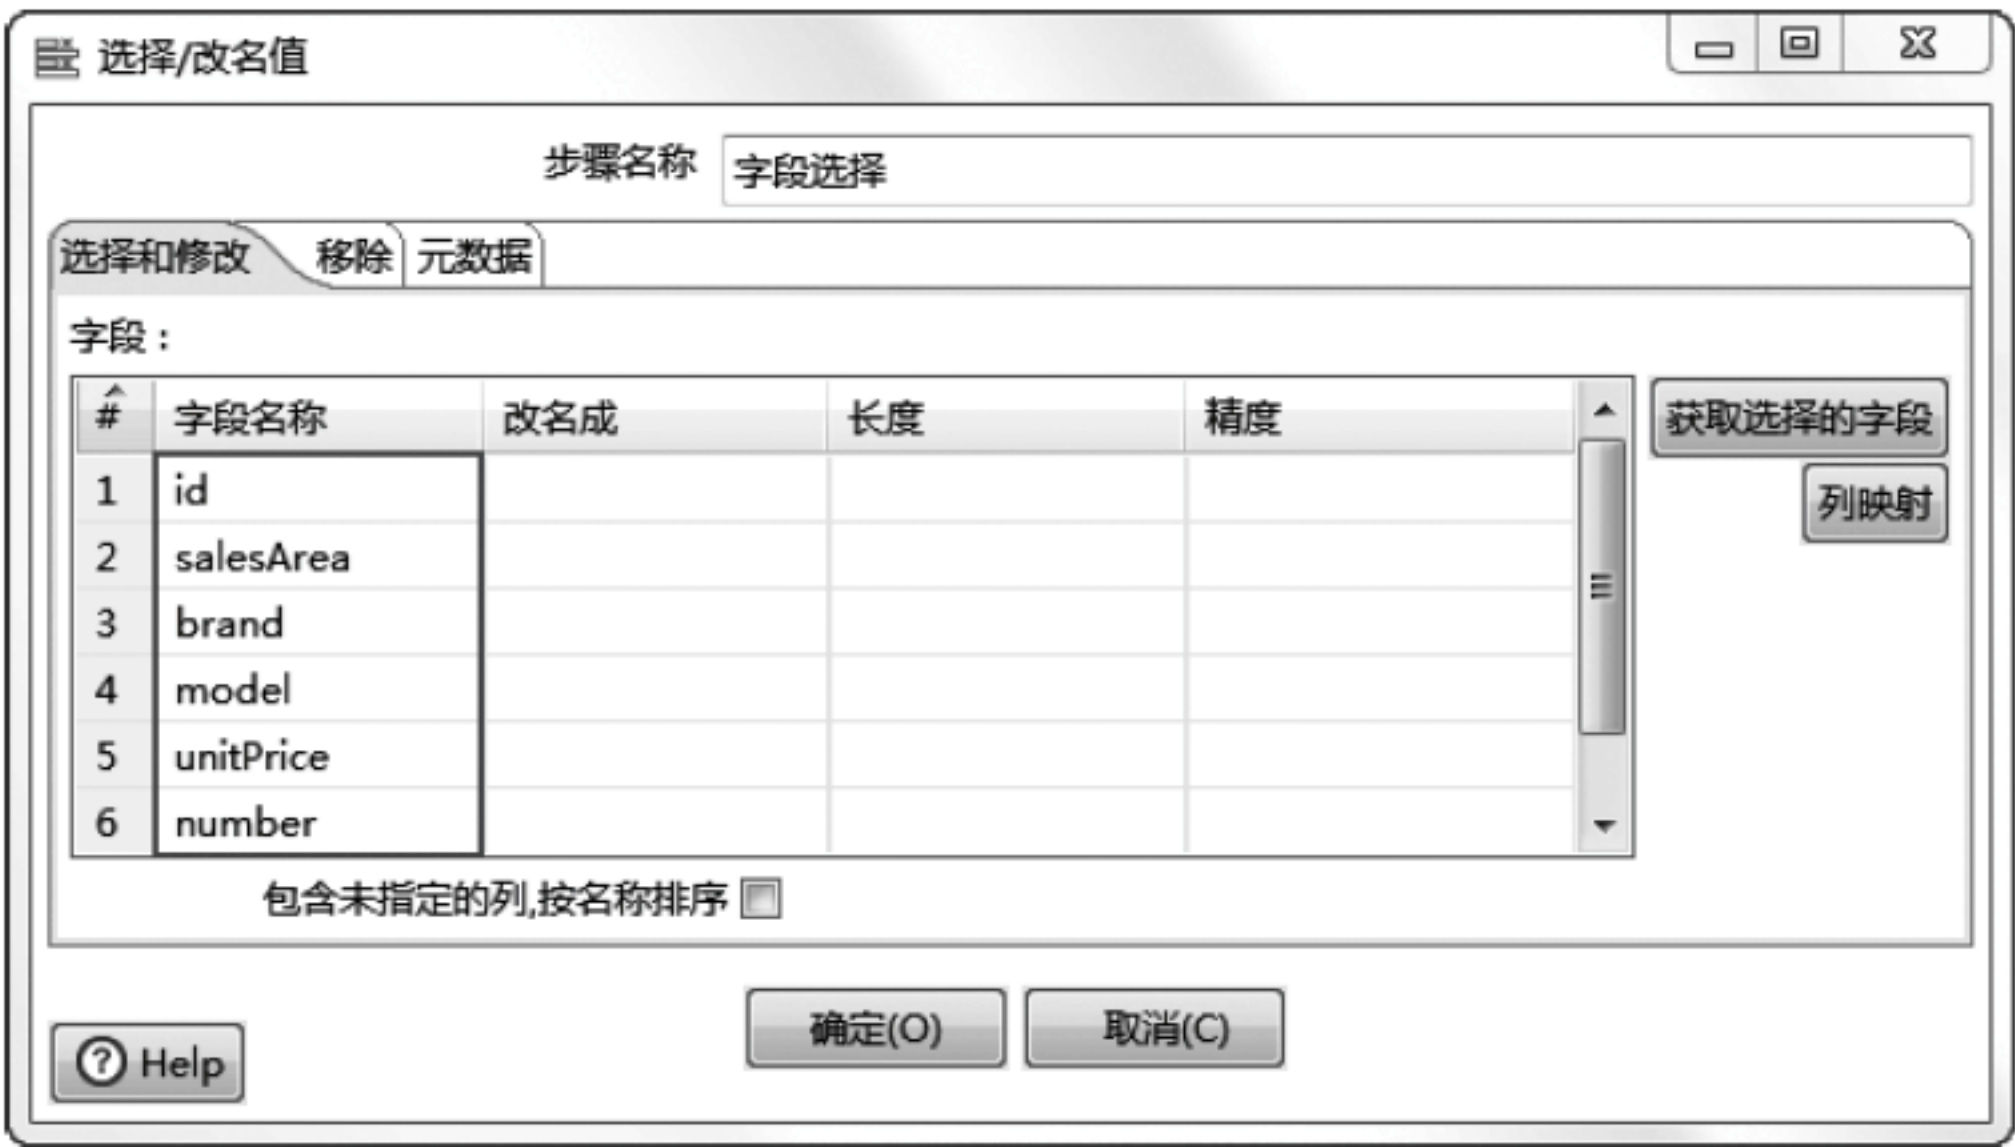 选择/改名值
步骤名称 字段选择
选择和修改 移除 元数据
字段：
# 字段名称 改名成 长度 精度 获取选择的字段
列映射
1 id
2 salesArea
3 brand
4 model
5 unitPrice
6 number
包含未指定的列,按名称排序
确定(O) 取消(C)
? Help